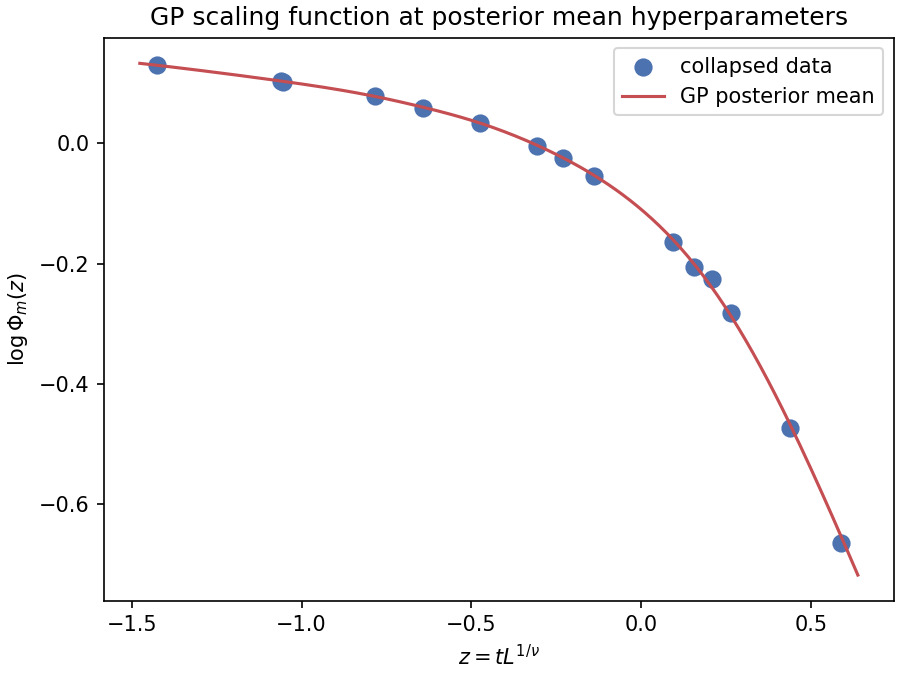 GP scaling function at posterior mean hyperparameters
collapsed data
GP posterior mean
0.0
−0.2
−0.4
−0.6
log Φₘ(z)
−1.5 −1.0 −0.5 0.0 0.5
z = tL^{1/ν}